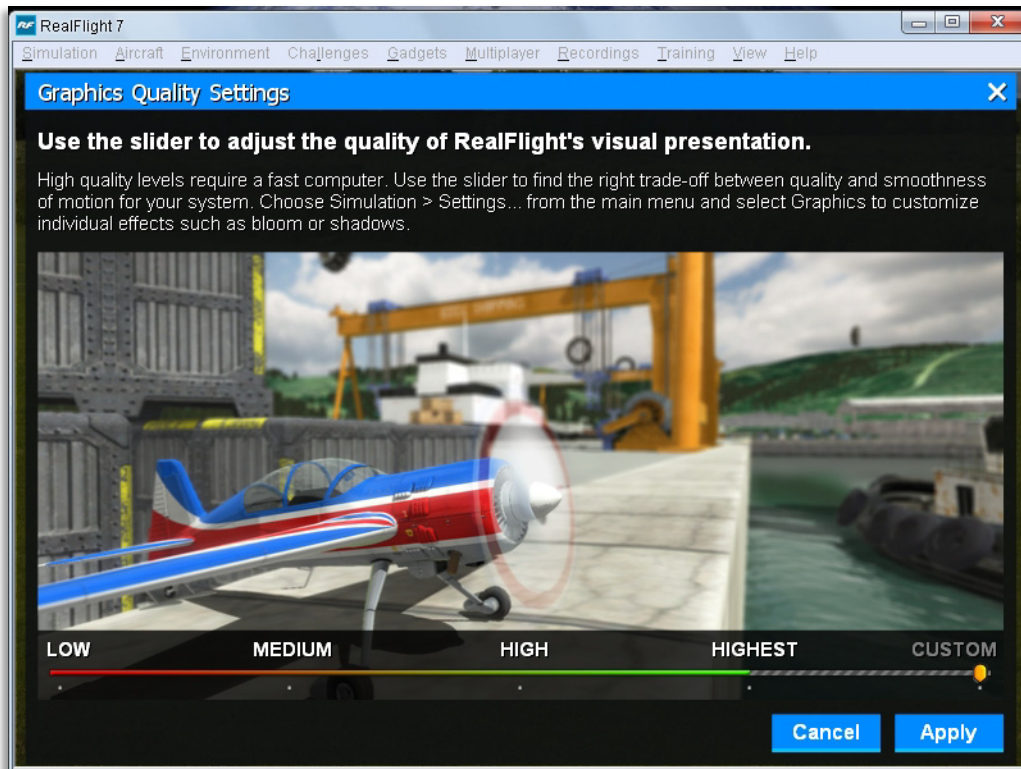 RealFlight 7
Simulation Aircraft Environment Challenges Gadgets Multiplayer Recordings Training View Help
Graphics Quality Settings
Use the slider to adjust the quality of RealFlight's visual presentation.
High quality levels require a fast computer. Use the slider to find the right trade-off between quality and smoothness
of motion for your system. Choose Simulation > Settings... from the main menu and select Graphics to customize
individual effects such as bloom or shadows.
LOW MEDIUM HIGH HIGHEST CUSTOM
Cancel Apply